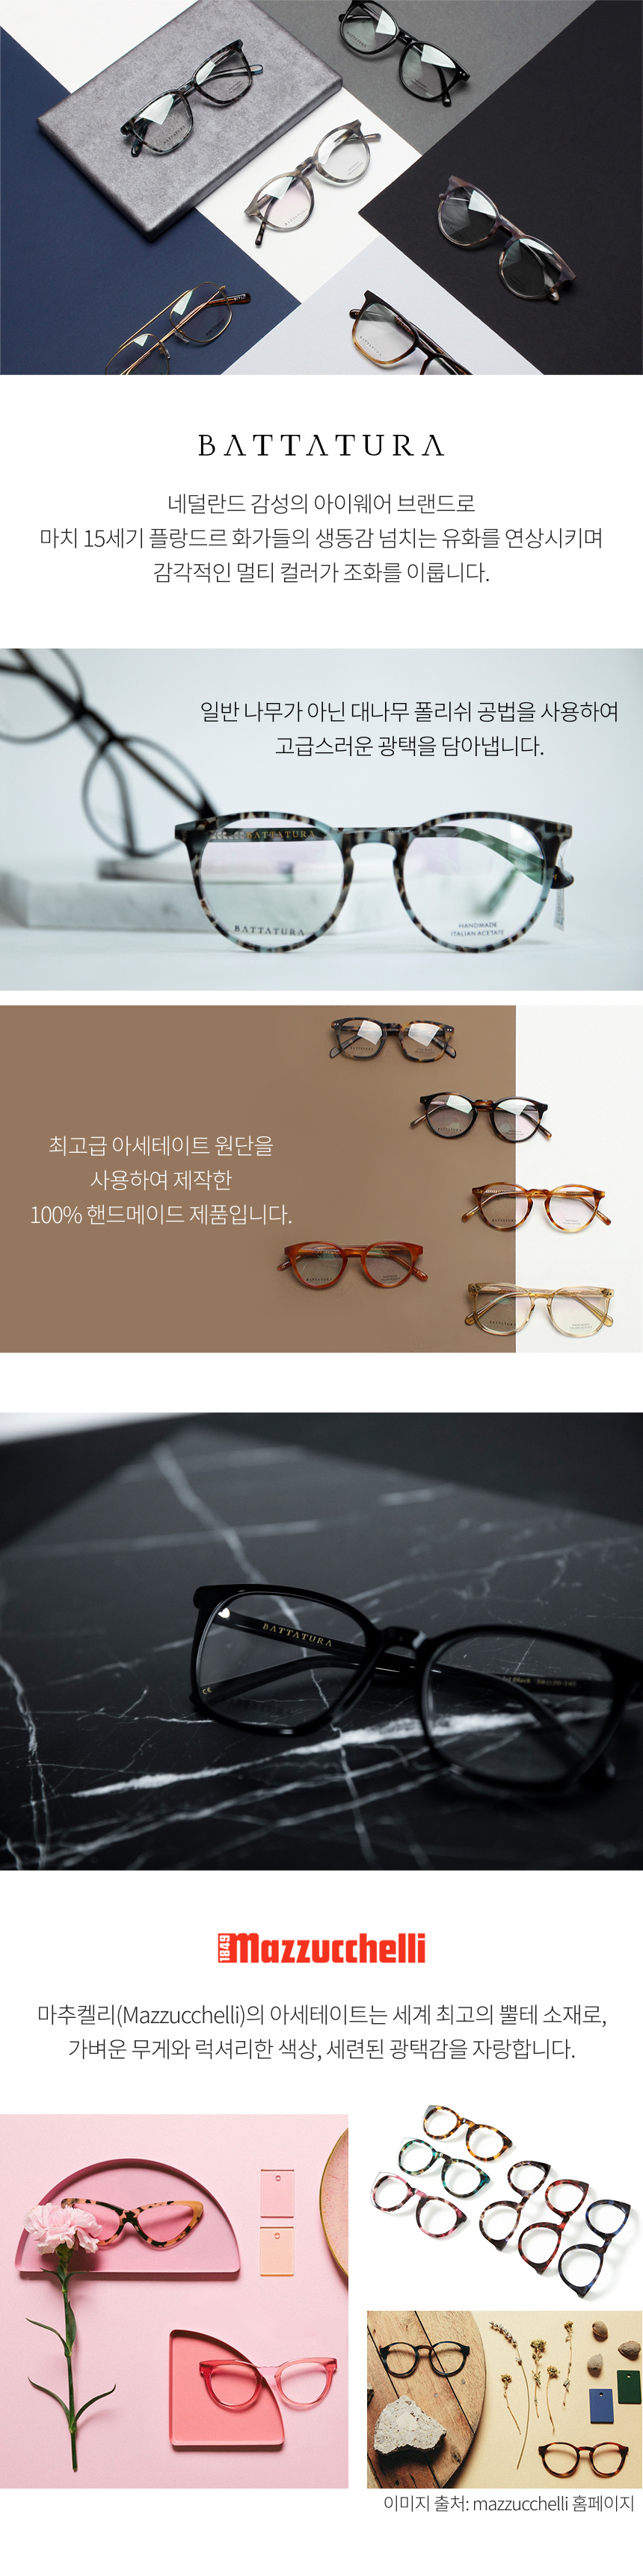 BATTATURA
네덜란드 감성의 아이웨어 브랜드로
마치 15세기 플랑드르 화가들의 생동감 넘치는 유화를 연상시키며
감각적인 멀티 컬러가 조화를 이룹니다.
일반 나무가 아닌 대나무 폴리쉬 공법을 사용하여
고급스러운 광택을 담아냅니다.
BATTATURA
BATTATURA
HANDMADE
ITALIAN ACETATE
최고급 아세테이트 원단을
사용하여 제작한
100% 핸드메이드 제품입니다.
BATTATURA
CE
1849 Mazzucchelli
마추켈리(Mazzucchelli)의 아세테이트는 세계 최고의 뿔테 소재로,
가벼운 무게와 럭셔리한 색상, 세련된 광택감을 자랑합니다.
이미지 출처: mazzucchelli 홈페이지